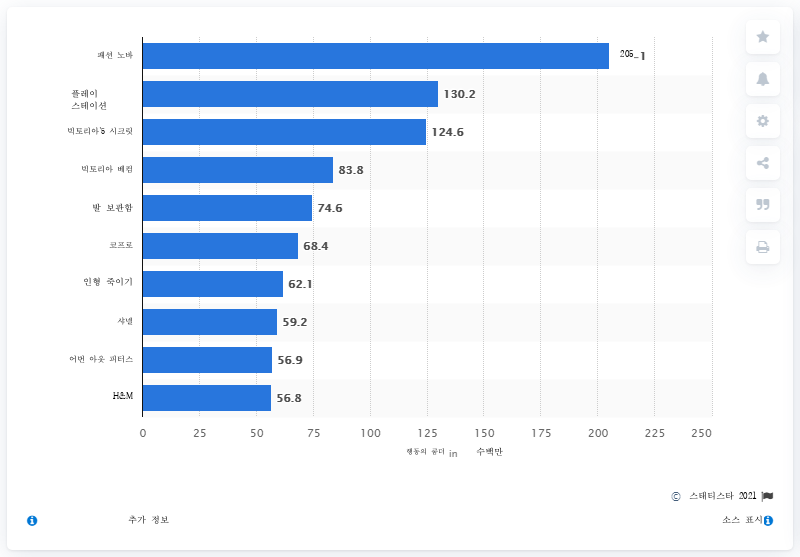 패션 노바 205.1
플레이
스테이션
130.2
빅토리아's 시크릿 124.6
빅토리아 베컴 83.8
발 보관함 74.6
코프로 68.4
인형 죽이기 62.1
샤넬 59.2
어번 아웃 피터스 56.9
H&M 56.8
0 25 50 75 100 125 150 175 200 225 250
행동의 in 수백만
© 스태티스타 2021
추가 정보 소스 표시